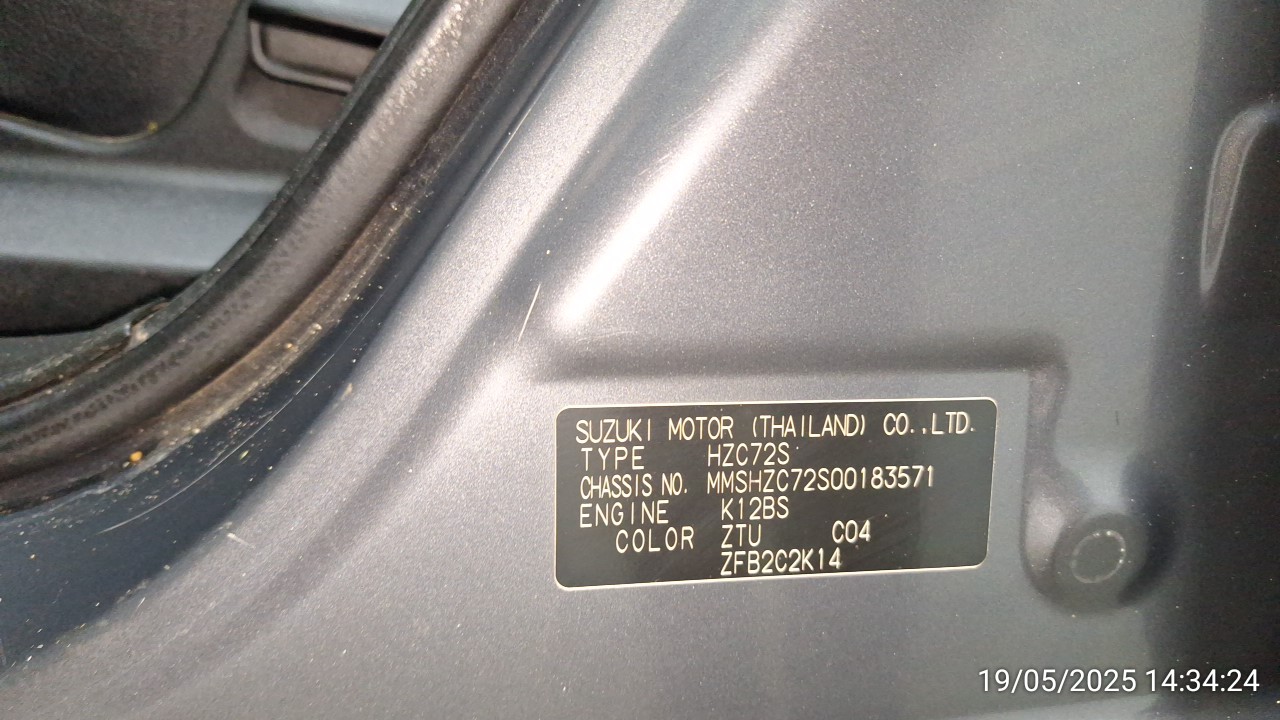 SUZUKI MOTOR (THAILAND) CO.,LTD.
TYPE HZC72S
CHASSIS NO. MMSHZC72S00183571
ENGINE K12BS
COLOR ZTU C04
ZFB2C2K14
19/05/2025 14:34:24